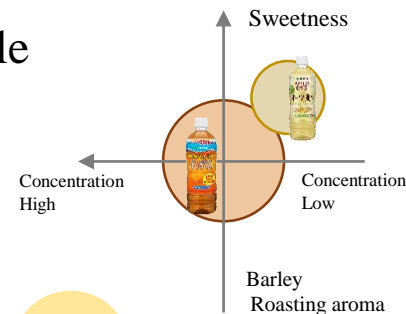 Sweetness
le
Concentration
High
Concentration
Low
Barley
Roasting aroma